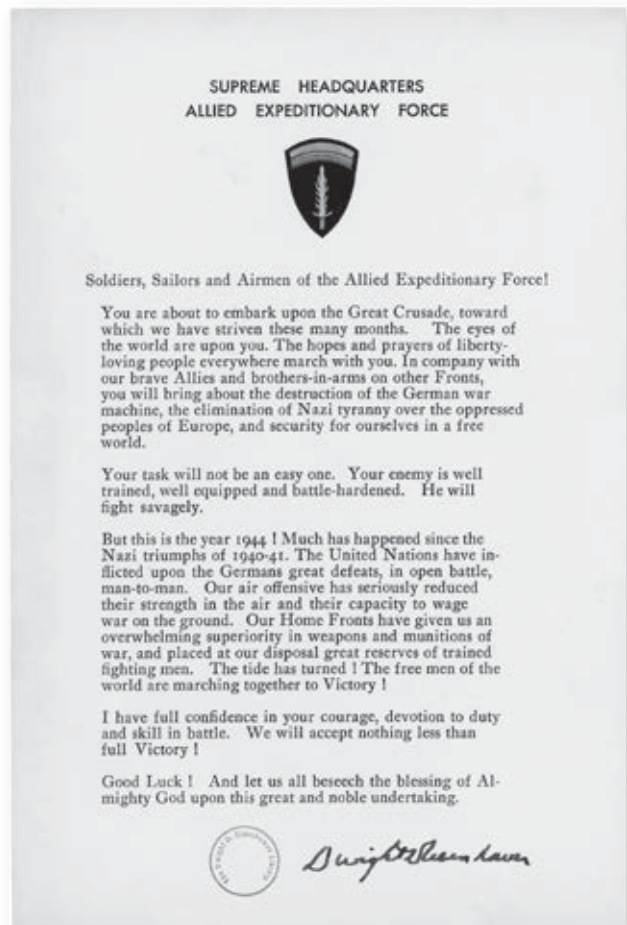 SUPREME HEADQUARTERS
ALLIED EXPEDITIONARY FORCE
Soldiers, Sailors and Airmen of the Allied Expeditionary Force!
You are about to embark upon the Great Crusade, toward
which we have striven these many months. The eyes of
the world are upon you. The hopes and prayers of liberty-
loving people everywhere march with you. In company with
our brave Allies and brothers-in-arms on other Fronts,
you will bring about the destruction of the German war
machine, the elimination of Nazi tyranny over the oppressed
peoples of Europe, and security for ourselves in a free
world.
Your task will not be an easy one. Your enemy is well
trained, well equipped and battle-hardened. He will
fight savagely.
But this is the year 1944 ! Much has happened since the
Nazi triumphs of 1940-41. The United Nations have in-
flicted upon the Germans great defeats, in open battle,
man-to-man. Our air offensive has seriously reduced
their strength in the air and their capacity to wage
war on the ground. Our Home Fronts have given us an
overwhelming superiority in weapons and munitions of
war, and placed at our disposal great reserves of trained
fighting men. The tide has turned ! The free men of the
world are marching together to Victory !
I have full confidence in your courage, devotion to duty
and skill in battle. We will accept nothing less than
full Victory !
Good Luck ! And let us all beseech the blessing of Al-
mighty God upon this great and noble undertaking.
The Dwight D. Eisenhower Library
Dwight D Eisenhower